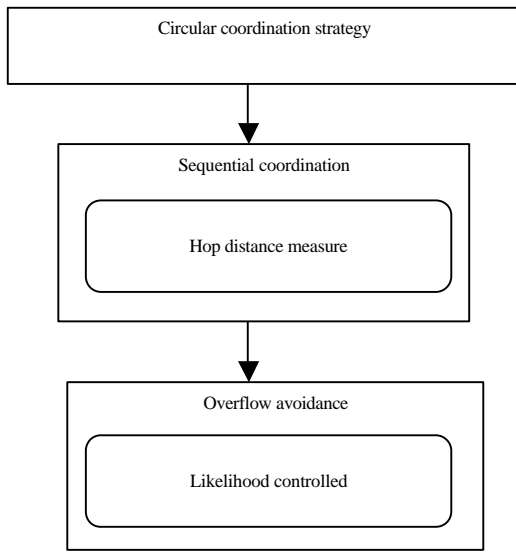 Circular coordination strategy
Sequential coordination
Hop distance measure
Overflow avoidance
Likelihood controlled